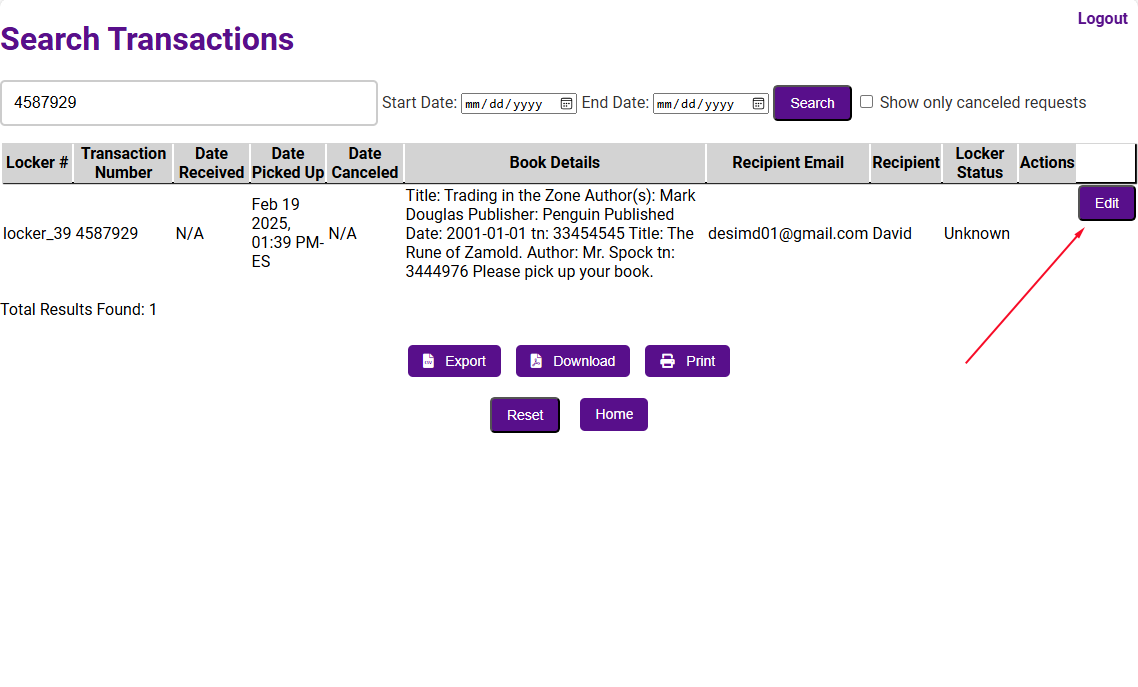 Logout
Search Transactions
4587929
Start Date: mm/dd/yyyy End Date: mm/dd/yyyy Search Show only canceled requests
Locker # Transaction Number Date Received Date Picked Up Date Canceled Book Details Recipient Email Recipient Locker Status Actions
locker_39 4587929 N/A
Feb 19
2025,
01:39 PM-
ES
N/A
Title: Trading in the Zone Author(s): Mark
Douglas Publisher: Penguin Published
Date: 2001-01-01 tn: 33454545 Title: The
Rune of Zamold. Author: Mr. Spock tn:
3444976 Please pick up your book.
desimd01@gmail.com David Unknown
Edit
Total Results Found: 1
Export Download Print
Reset Home